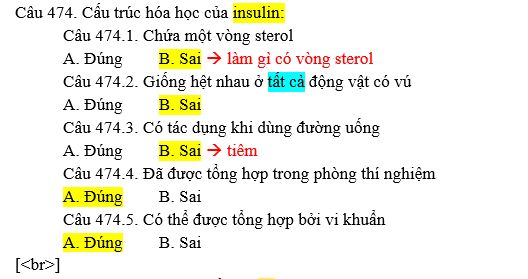 Câu 474. Cấu trúc hóa học của insulin:
Câu 474.1. Chứa một vòng sterol
A. Đúng B. Sai → làm gì có vòng sterol
Câu 474.2. Giống hệt nhau ở tất cả động vật có vú
A. Đúng B. Sai
Câu 474.3. Có tác dụng khi dùng đường uống
A. Đúng B. Sai → tiêm
Câu 474.4. Đã được tổng hợp trong phòng thí nghiệm
A. Đúng B. Sai
Câu 474.5. Có thể được tổng hợp bởi vi khuẩn
A. Đúng B. Sai
[<br>]